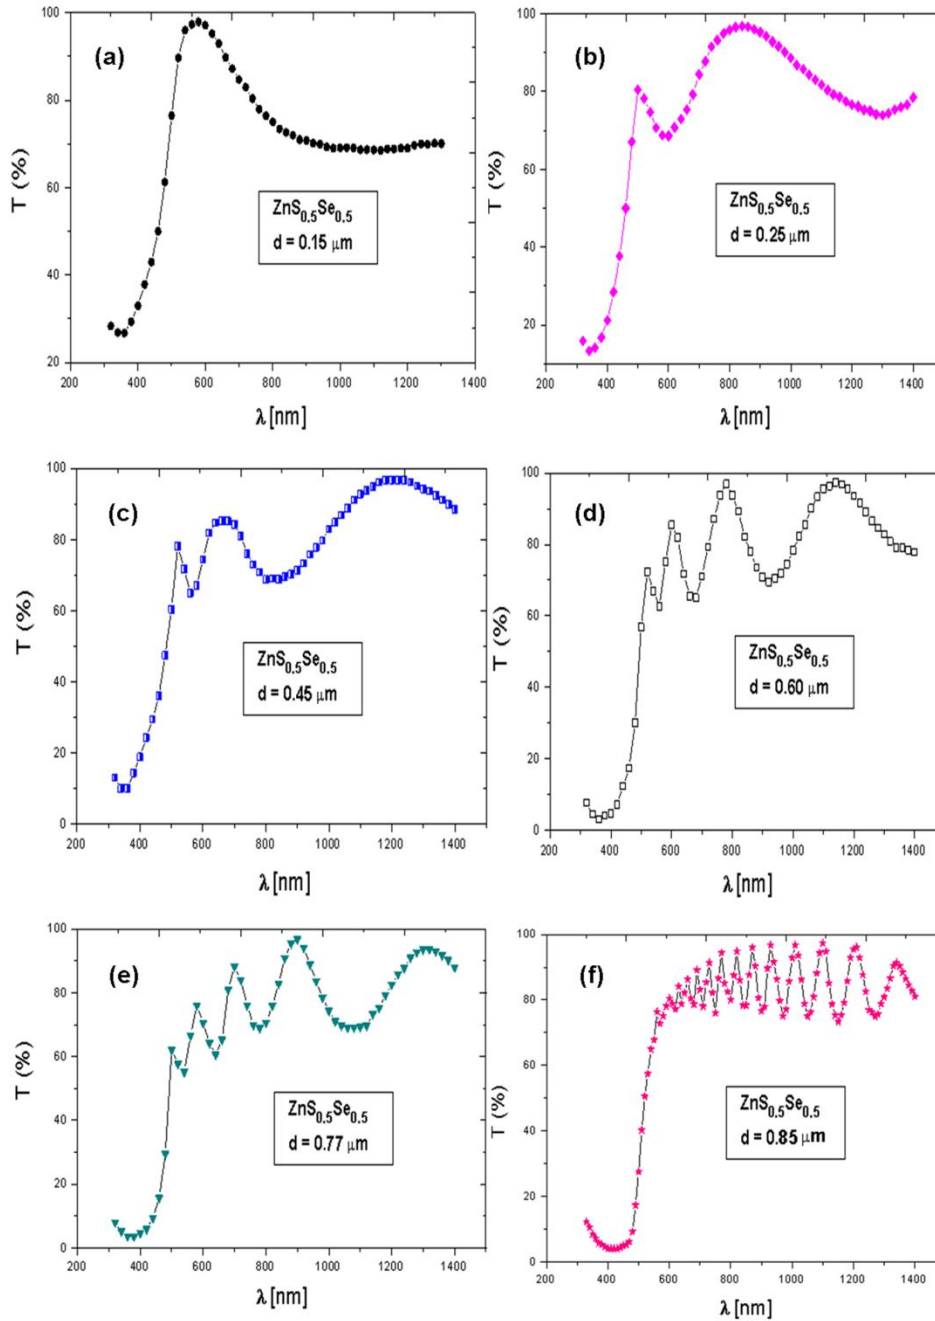 (a)
100
80
60
40
20
T (%)
ZnS0.5Se0.5
d = 0.15 μm
200 400 600 800 1000 1200 1400
λ [nm]
(b)
100
80
60
40
20
T (%)
ZnS0.5Se0.5
d = 0.25 μm
200 400 600 800 1000 1200 1400
λ [nm]
(c)
100
80
60
40
20
0
T (%)
ZnS0.5Se0.5
d = 0.45 μm
200 400 600 800 1000 1200 1400
λ [nm]
(d)
100
80
60
40
20
0
T (%)
ZnS0.5Se0.5
d = 0.60 μm
200 400 600 800 1000 1200 1400
λ [nm]
(e)
100
80
60
40
20
0
T (%)
ZnS0.5Se0.5
d = 0.77 μm
200 400 600 800 1000 1200 1400
λ [nm]
(f)
100
80
60
40
20
0
T (%)
ZnS0.5Se0.5
d = 0.85 μm
200 400 600 800 1000 1200 1400
λ [nm]